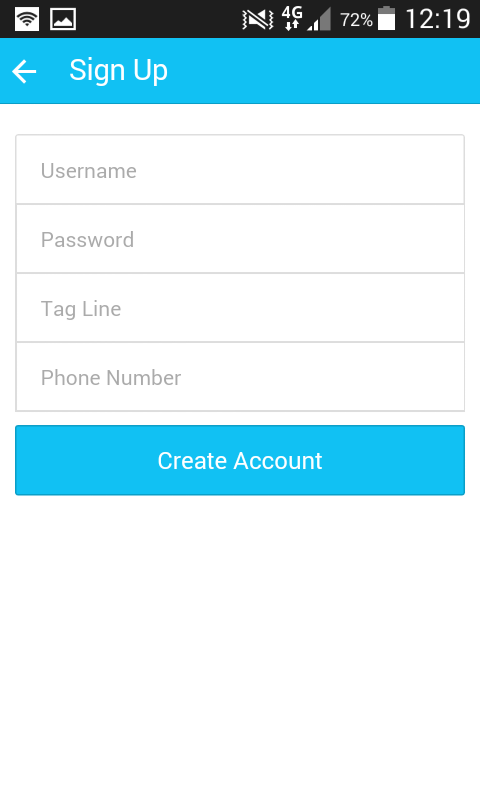 4G 72% 12:19
Sign Up
Username
Password
Tag Line
Phone Number
Create Account